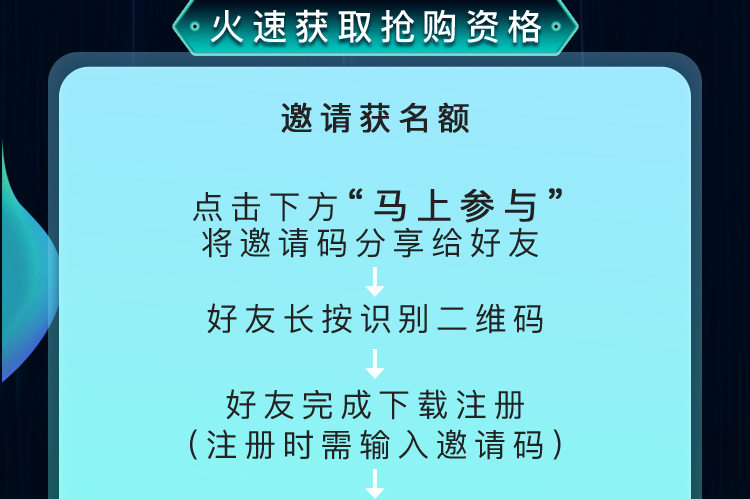 火速获取抢购资格
邀请获名额
点击下方“马上参与”
将邀请码分享给好友
好友长按识别二维码
好友完成下载注册
（注册时需输入邀请码）